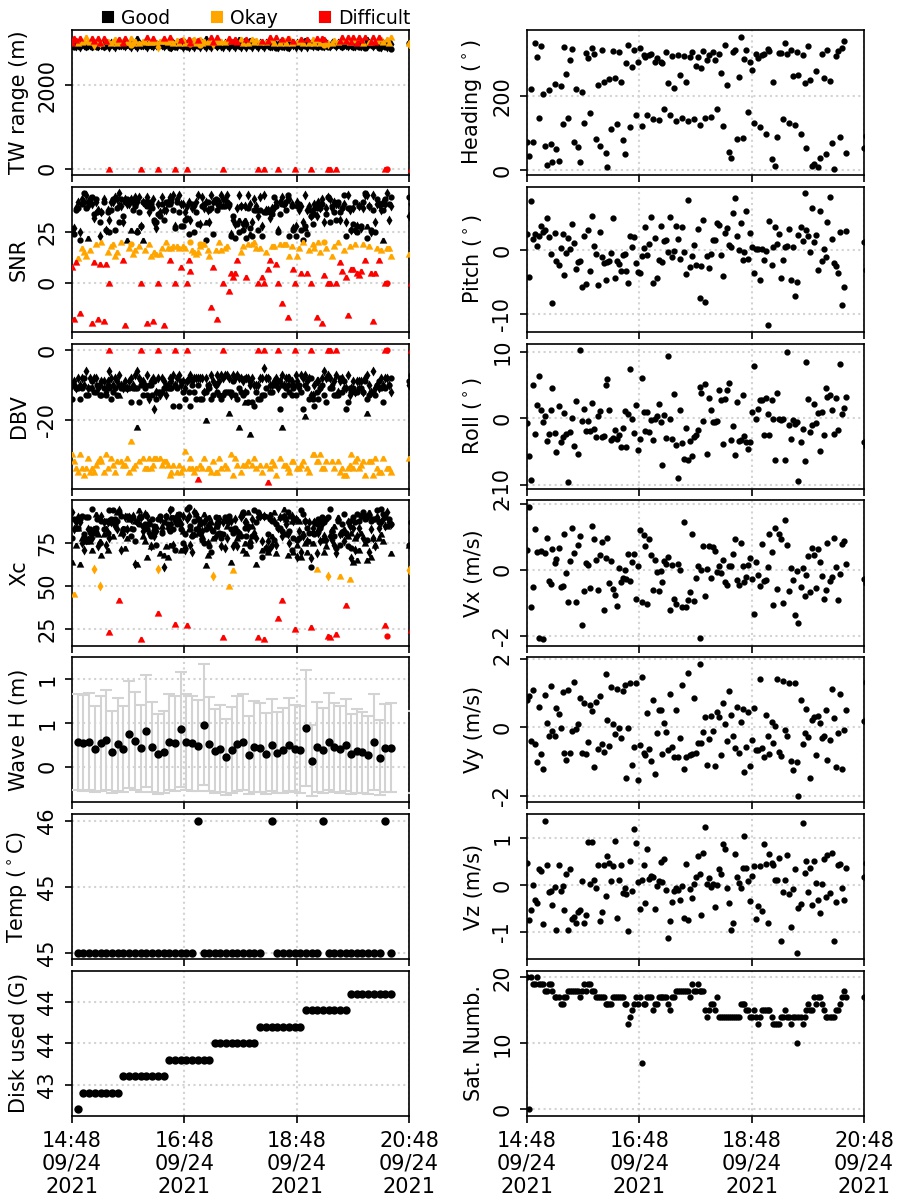 Good Okay Difficult
TW range (m)
2000
0
SNR
25
0
DBV
0
-20
Xc
75
50
25
Wave H (m)
1
1
0
Temp (°C)
46
45
45
Disk used (G)
44
44
43
14:48 16:48 18:48 20:48
09/24 09/24 09/24 09/24
2021 2021 2021 2021
Heading (°)
200
0
Pitch (°)
0
-10
Roll (°)
10
0
-10
Vx (m/s)
2
0
-2
Vy (m/s)
2
0
-2
Vz (m/s)
1
0
-1
Sat. Numb.
20
10
0
14:48 16:48 18:48 20:48
09/24 09/24 09/24 09/24
2021 2021 2021 2021